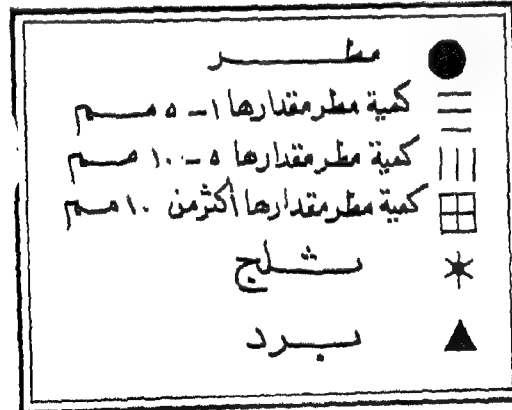 مطر
كمية مطر مقدارها ١ - ٥ مم
كمية مطر مقدارها ٥ - ١٠٠ مم
كمية مطر مقدارها أكثر من ١٠ مم
ثلج
برد